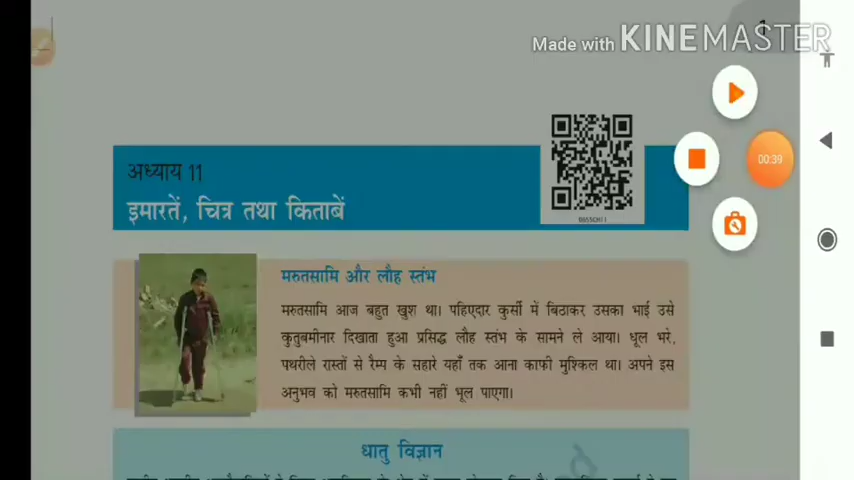 1
Made with KINEMASTER
00:39
अध्याय 11
इमारतें, चित्र तथा किताबें
0655CH11
मरुतसामि और लौह स्तंभ
मरुतसामि आज बहुत खुश था। पहिएदार कुर्सी में बिठाकर उसका भाई उसे
कुतुबमीनार दिखाता हुआ प्रसिद्ध लौह स्तंभ के सामने ले आया। धूल भरे,
पथरीले रास्तों से रैम्प के सहारे यहाँ तक आना काफी मुश्किल था। अपने इस
अनुभव को मरुतसामि कभी नहीं भूल पाएगा।
धातु विज्ञान